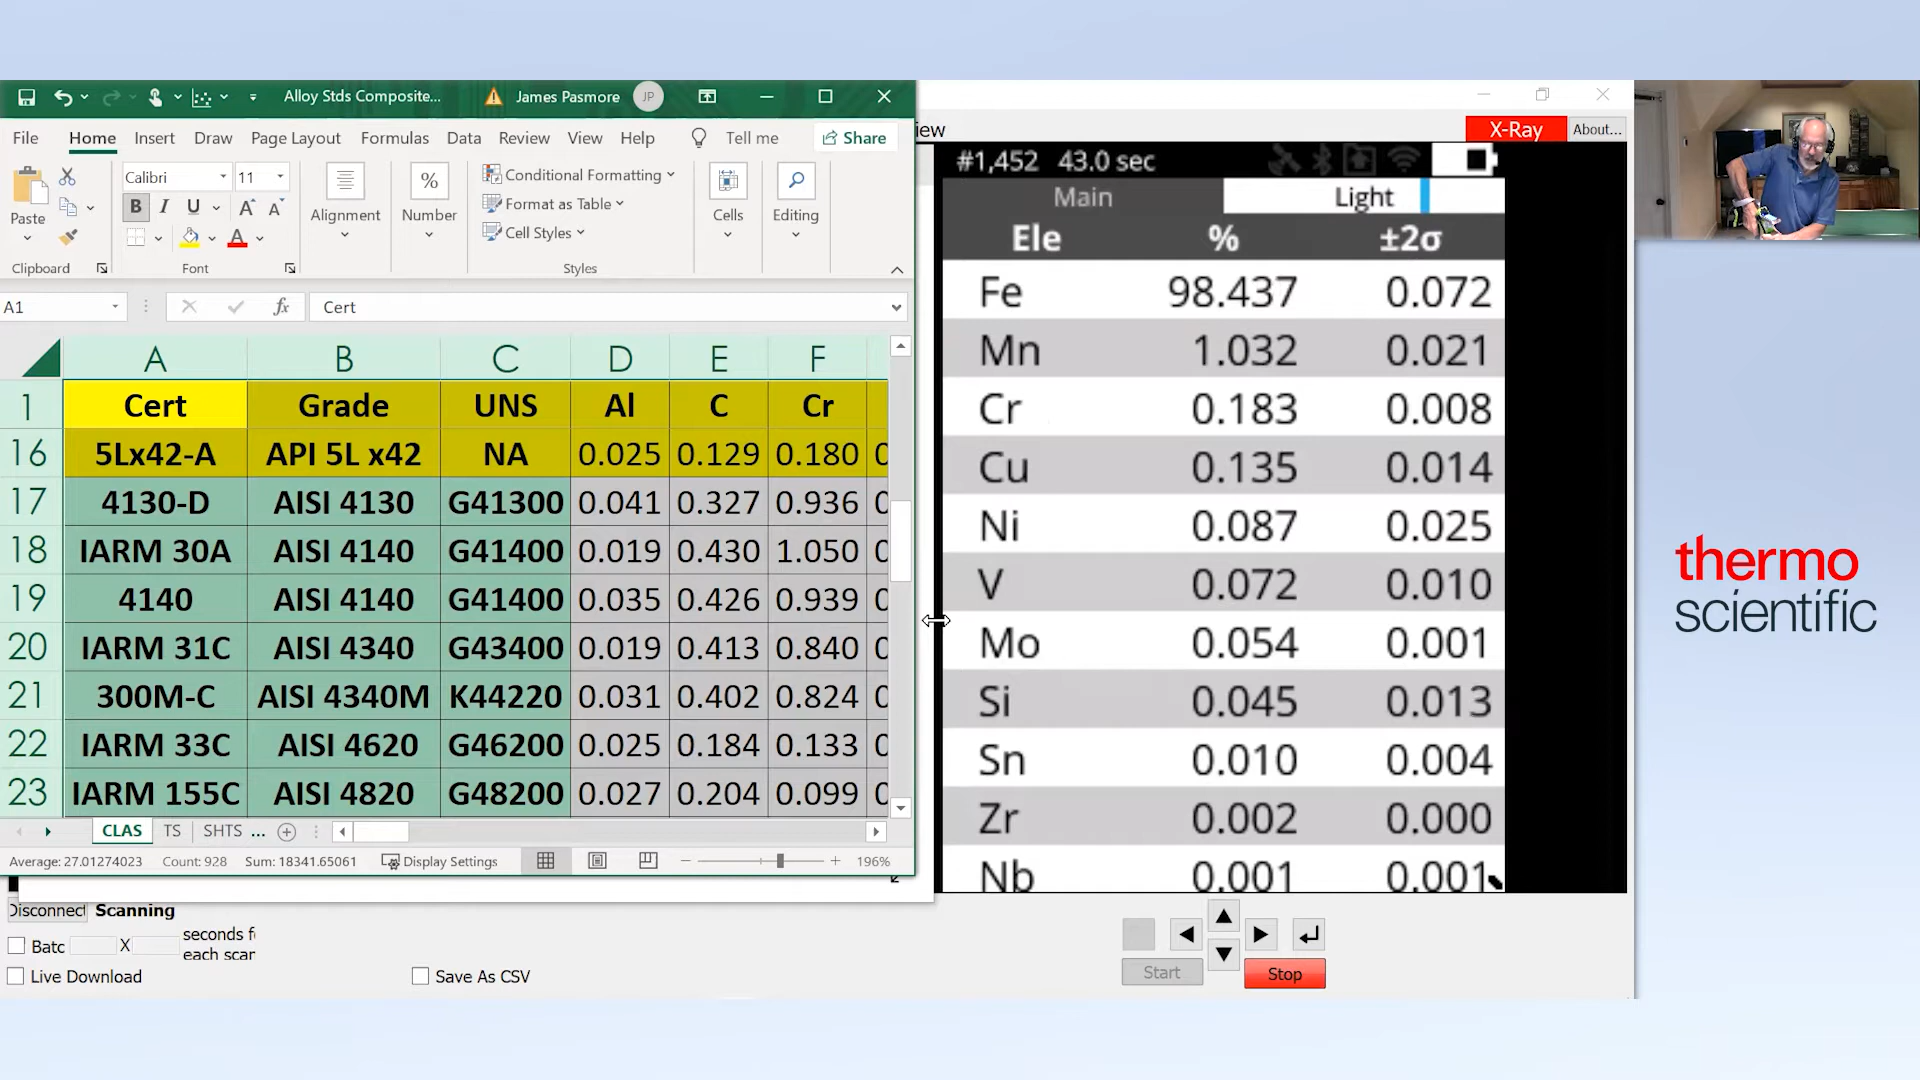 Alloy Stds Composite... James Pasmore JP
File Home Insert Draw Page Layout Formulas Data Review View Help Tell me Share
Paste
Clipboard
Calibri 11
B I U A A
A
Font
Alignment
%
Number
Conditional Formatting
Format as Table
Cell Styles
Styles
Cells
Editing
A1 fx Cert
A B C D E F
1 Cert Grade UNS Al C Cr
16 5Lx42-A API 5L x42 NA 0.025 0.129 0.180 0
17 4130-D AISI 4130 G41300 0.041 0.327 0.936 0
18 IARM 30A AISI 4140 G41400 0.019 0.430 1.050 0
19 4140 AISI 4140 G41400 0.035 0.426 0.939 0
20 IARM 31C AISI 4340 G43400 0.019 0.413 0.840 0
21 300M-C AISI 4340M K44220 0.031 0.402 0.824 0
22 IARM 33C AISI 4620 G46200 0.025 0.184 0.133 0
23 IARM 155C AISI 4820 G48200 0.027 0.204 0.099 0
CLAS TS SHTS ...
Average: 27.01274023 Count: 928 Sum: 18341.65061 Display Settings 196%
Disconnect Scanning
Batc X seconds f
each scar
Live Download Save As CSV
iew
X-Ray About...
#1,452 43.0 sec
Main Light
Ele % ±2σ
Fe 98.437 0.072
Mn 1.032 0.021
Cr 0.183 0.008
Cu 0.135 0.014
Ni 0.087 0.025
V 0.072 0.010
Mo 0.054 0.001
Si 0.045 0.013
Sn 0.010 0.004
Zr 0.002 0.000
Nb 0.001 0.001
Start Stop
thermo
scientific